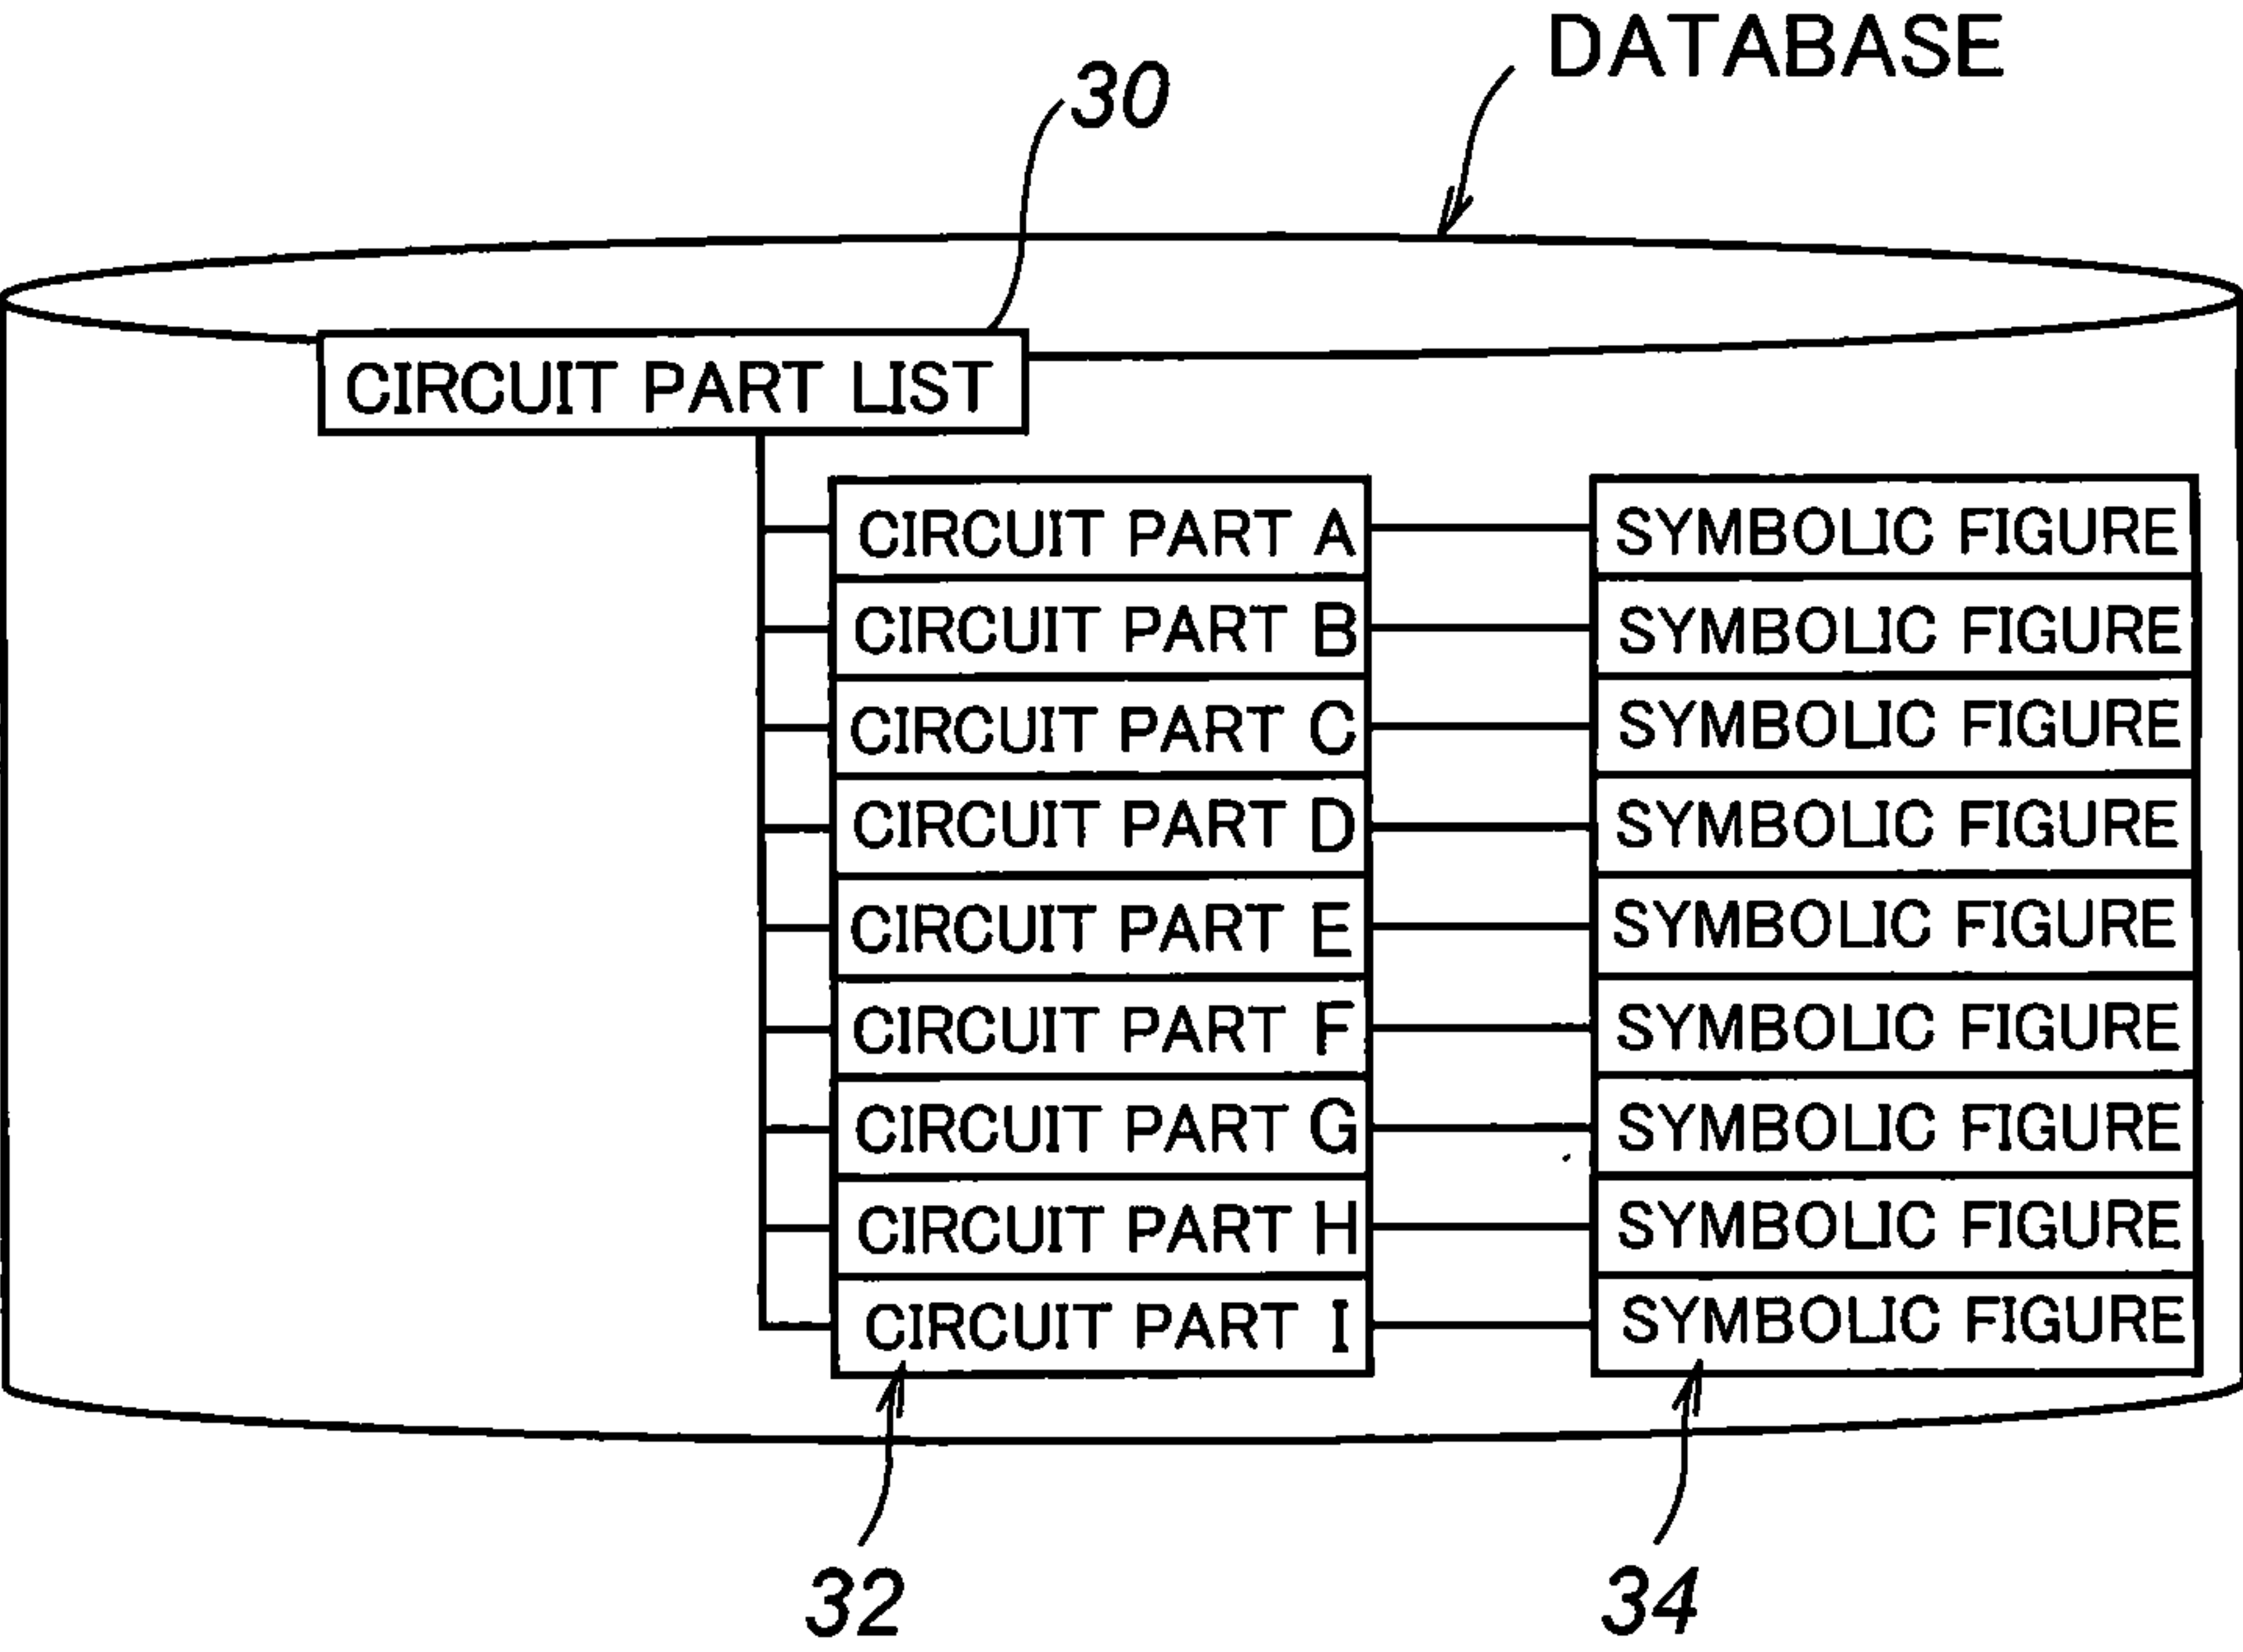 DATABASE
30
CIRCUIT PART LIST
CIRCUIT PART A SYMBOLIC FIGURE
CIRCUIT PART B SYMBOLIC FIGURE
CIRCUIT PART C SYMBOLIC FIGURE
CIRCUIT PART D SYMBOLIC FIGURE
CIRCUIT PART E SYMBOLIC FIGURE
CIRCUIT PART F SYMBOLIC FIGURE
CIRCUIT PART G SYMBOLIC FIGURE
CIRCUIT PART H SYMBOLIC FIGURE
CIRCUIT PART I SYMBOLIC FIGURE
32 34